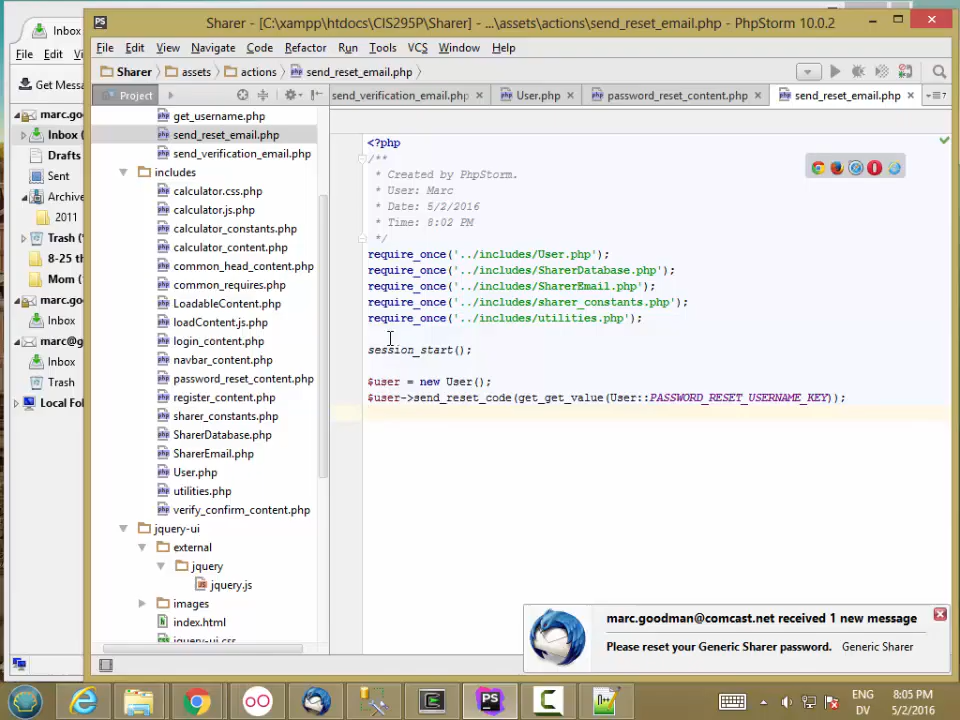 Sharer - [C:\xampp\htdocs\CIS295P\Sharer] - ...\assets\actions\send_reset_email.php - PhpStorm 10.0.2
Inbox
File Edit View Navigate Code Refactor Run Tools VCS Window Help
File Edit Vi
Sharer assets actions send_reset_email.php
Get Messa
Project
send_verification_email.php User.php password_reset_content.php send_reset_email.php
marc.go
Inbox (
Drafts
Sent
Archive
2011
Trash (
8-25 th
Mom (
marc.go
Inbox
marc@g
Inbox
Trash
Local Fol
get_username.php
send_reset_email.php
send_verification_email.php
includes
calculator.css.php
calculator.js.php
calculator_constants.php
calculator_content.php
common_head_content.php
common_requires.php
LoadableContent.php
loadContent.js.php
login_content.php
navbar_content.php
password_reset_content.php
register_content.php
sharer_constants.php
SharerDatabase.php
SharerEmail.php
User.php
utilities.php
verify_confirm_content.php
jquery-ui
external
jquery
jquery.js
images
index.html
jquery-ui.css
<?php
/**
* Created by PhpStorm.
* User: Marc
* Date: 5/2/2016
* Time: 8:02 PM
*/
require_once('../includes/User.php');
require_once('../includes/SharerDatabase.php');
require_once('../includes/SharerEmail.php');
require_once('../includes/sharer_constants.php');
require_once('../includes/utilities.php');
session_start();
$user = new User();
$user->send_reset_code(get_get_value(User::PASSWORD_RESET_USERNAME_KEY));
marc.goodman@comcast.net received 1 new message
Please reset your Generic Sharer password. Generic Sharer
ENG 8:05 PM
DV 5/2/2016